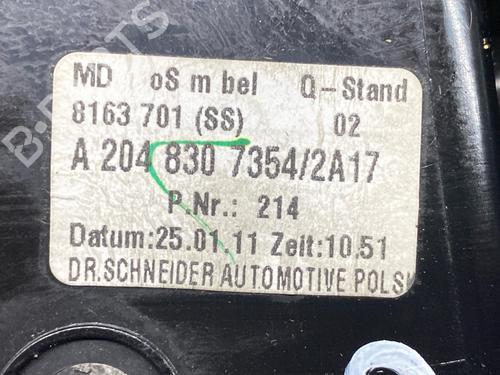 MD oS m bel Q-Stand
8163 701 (SS) 02
A 204 830 7354/2A17
P.Nr.: 214
Datum:25.01.11 Zeit:10.51
DR.SCHNEIDER AUTOMOTIVE POLSK